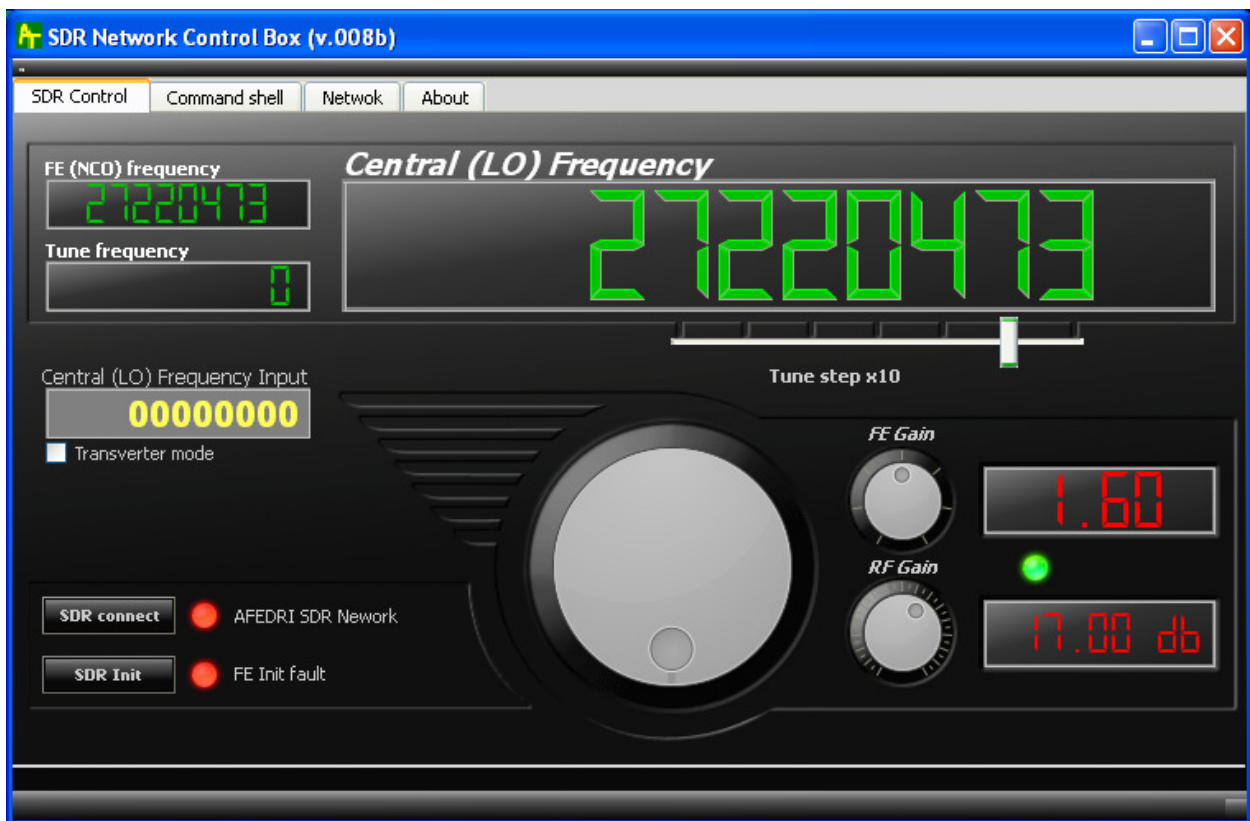 SDR Network Control Box (v.008b)
SDR Control Command shell Netwok About
FE (NCO) frequency
27220473
Central (LO) Frequency
27220473
Tune frequency
0
Tune step x10
Central (LO) Frequency Input
00000000
Transverter mode
FE Gain
1.60
RF Gain
17.00 db
SDR connect AFEDRI SDR Nework
SDR Init FE Init fault